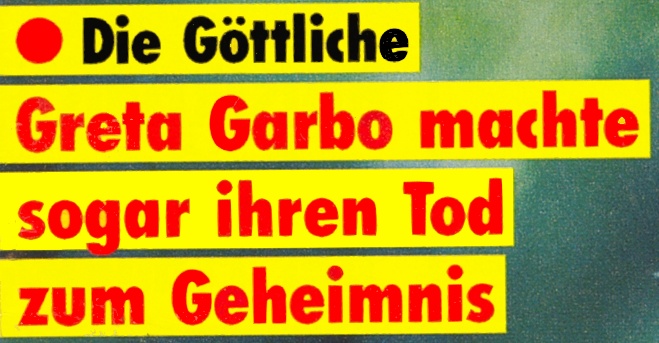 Die Göttliche
Greta Garbo machte
sogar ihren Tod
zum Geheimnis